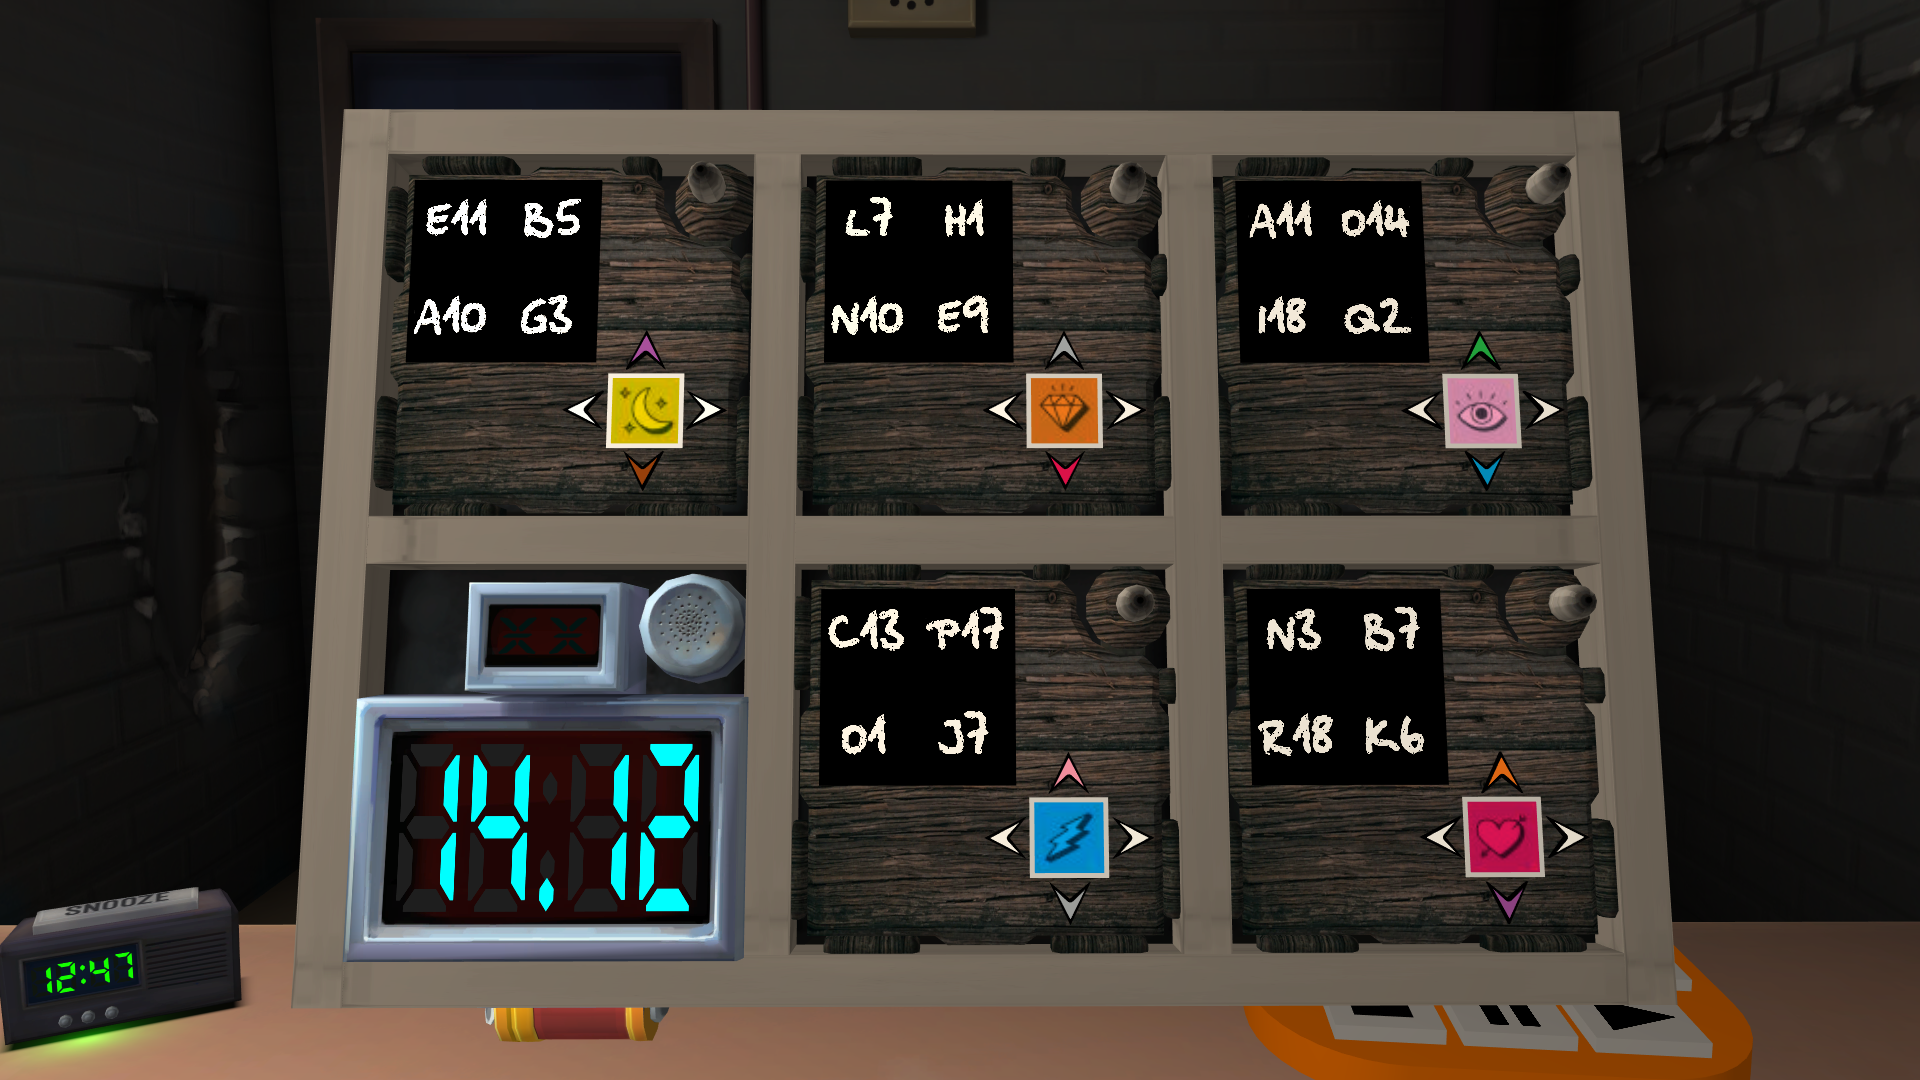 E11 B5
A10 G3
L7 H1
N10 E9
A11 O14
I18 Q2
XX
14.12
C13 P17
O1 J7
N3 B7
R18 K6
SNOOZE
12:47